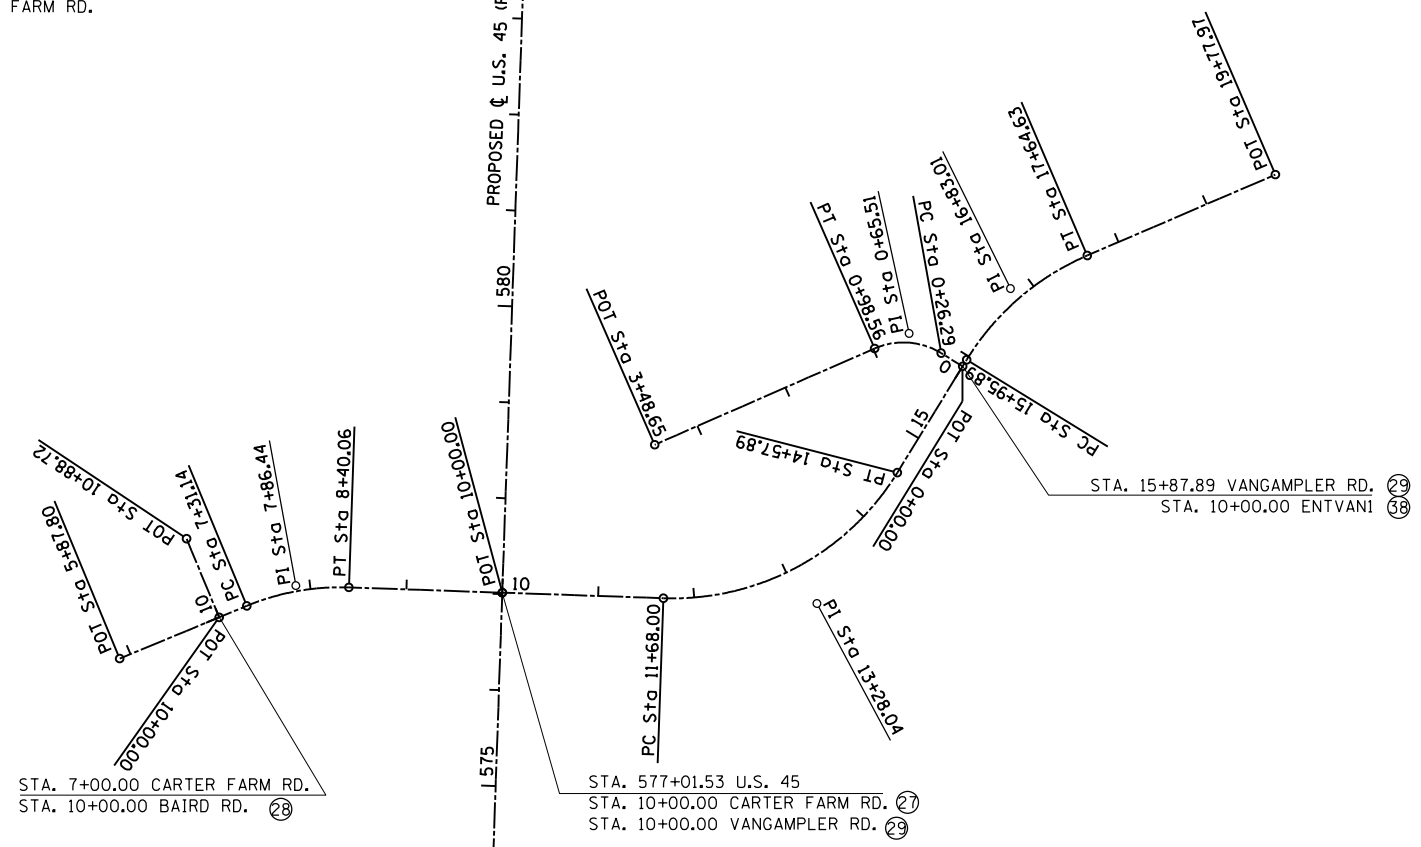 FARM RD.
PROPOSED ℄ U.S. 45 (P
POT Sta 19+77.97
PT Sta 17+64.63
PI Sta 16+83.01
PC Sta 0+26.29
PI Sta 0+65.51
PT Sta 0+98.56
POT Sta 3+48.65
580
0
PC Sta 15+95.89
15
POT Sta 0+00.00
PT Sta 14+57.89
STA. 15+87.89 VANGAMPLER RD. 29
STA. 10+00.00 ENTVAN1 38
POT Sta 10+88.72
POT Sta 5+87.80
PC Sta 7+31.14
PI Sta 7+86.44
PT Sta 8+40.06
POT Sta 10+00.00
10
10
POT Sta 10+00.00
PC Sta 11+68.00
PI Sta 13+28.04
575
STA. 7+00.00 CARTER FARM RD.
STA. 10+00.00 BAIRD RD. 28
STA. 577+01.53 U.S. 45
STA. 10+00.00 CARTER FARM RD. 27
STA. 10+00.00 VANGAMPLER RD. 29